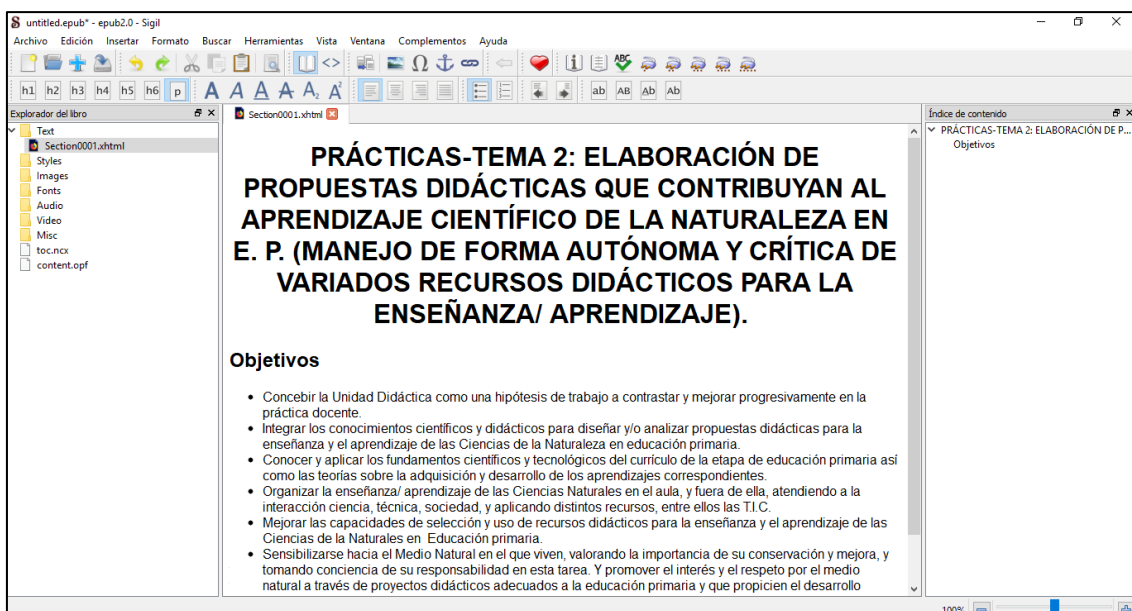 untitled.epub* - epub2.0 - Sigil
Archivo Edición Insertar Formato Buscar Herramientas Vista Ventana Complementos Ayuda
ABC
h1 h2 h3 h4 h5 h6 p A A A A A₂ A² ab AB Ab Ab
Explorador del libro
Text
Section0001.xhtml
Styles
Images
Fonts
Audio
Video
Misc
toc.ncx
content.opf
Section0001.xhtml
PRÁCTICAS-TEMA 2: ELABORACIÓN DE
PROPUESTAS DIDÁCTICAS QUE CONTRIBUYAN AL
APRENDIZAJE CIENTÍFICO DE LA NATURALEZA EN
E. P. (MANEJO DE FORMA AUTÓNOMA Y CRÍTICA DE
VARIADOS RECURSOS DIDÁCTICOS PARA LA
ENSEÑANZA/ APRENDIZAJE).
Objetivos
• Concebir la Unidad Didáctica como una hipótesis de trabajo a contrastar y mejorar progresivamente en la
práctica docente.
• Integrar los conocimientos científicos y didácticos para diseñar y/o analizar propuestas didácticas para la
enseñanza y el aprendizaje de las Ciencias de la Naturaleza en educación primaria.
• Conocer y aplicar los fundamentos científicos y tecnológicos del currículo de la etapa de educación primaria así
como las teorías sobre la adquisición y desarrollo de los aprendizajes correspondientes.
• Organizar la enseñanza/ aprendizaje de las Ciencias Naturales en el aula, y fuera de ella, atendiendo a la
interacción ciencia, técnica, sociedad, y aplicando distintos recursos, entre ellos las T.I.C.
• Mejorar las capacidades de selección y uso de recursos didácticos para la enseñanza y el aprendizaje de las
Ciencias de la Naturales en Educación primaria.
• Sensibilizarse hacia el Medio Natural en el que viven, valorando la importancia de su conservación y mejora, y
tomando conciencia de su responsabilidad en esta tarea. Y promover el interés y el respeto por el medio
natural a través de proyectos didácticos adecuados a la educación primaria y que propicien el desarrollo
Índice de contenido
PRÁCTICAS-TEMA 2: ELABORACIÓN DE P...
Objetivos
100%